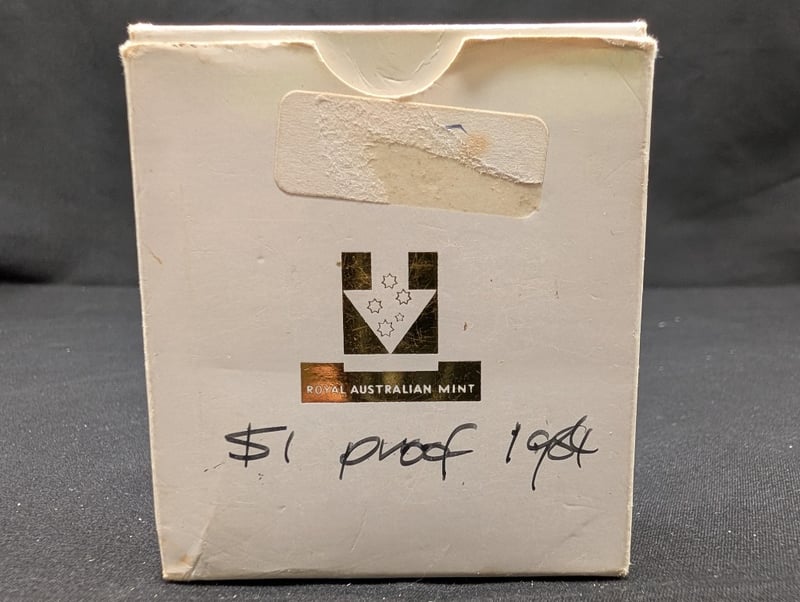 ROYAL AUSTRALIAN MINT
$1 proof 1984